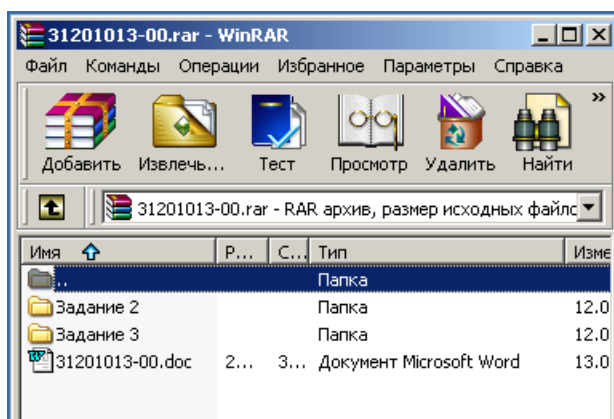 31201013-00.rar - WinRAR
Файл Команды Операции Избранное Параметры Справка
Добавить Извлечь... Тест Просмотр Удалить Найти »
31201013-00.rar - RAR архив, размер исходных файлс
Имя Р... С... Тип Изме
.. Папка
Задание 2 Папка 12.0
Задание 3 Папка 12.0
31201013-00.doc 2... 3... Документ Microsoft Word 13.0